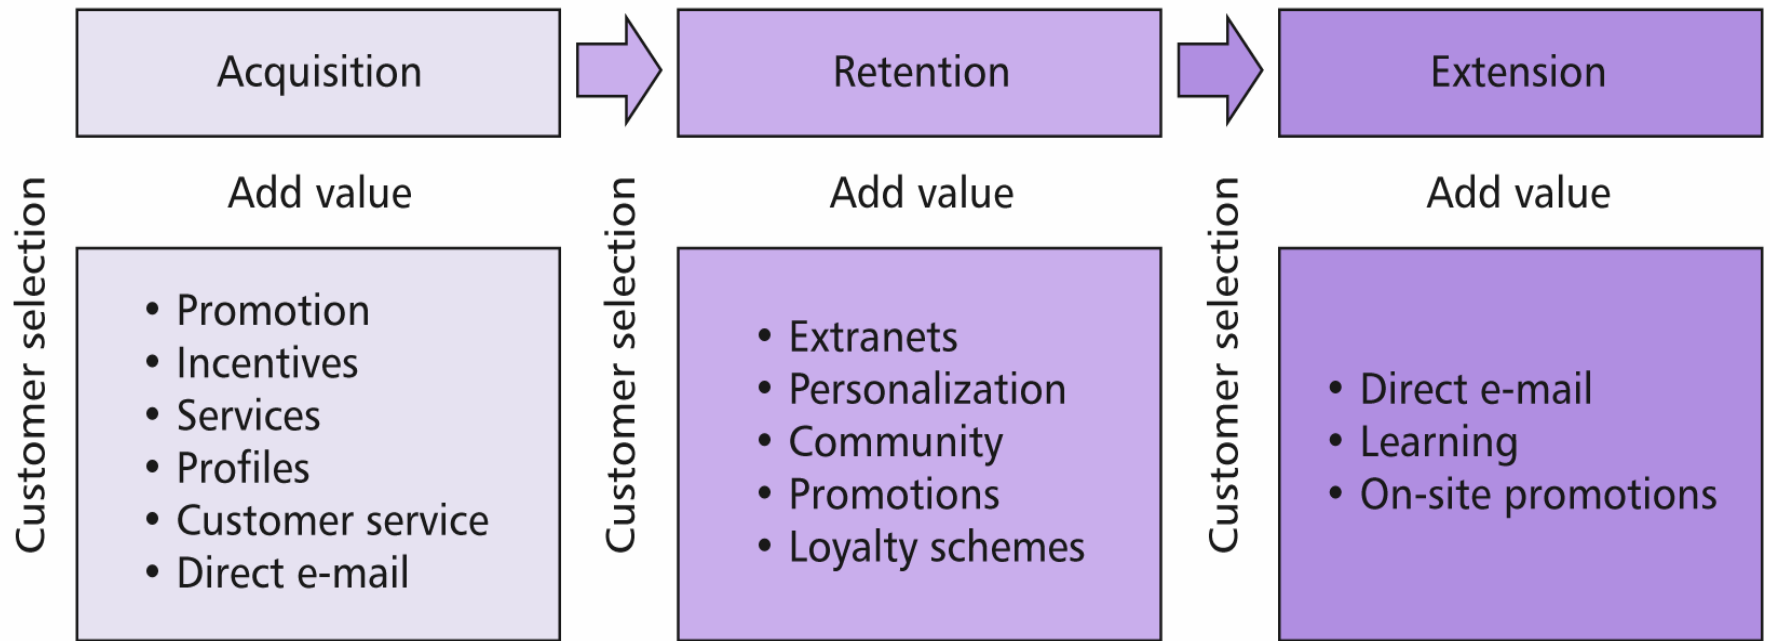 Acquisition
Retention
Extension
Customer selection
Add value
• Promotion
• Incentives
• Services
• Profiles
• Customer service
• Direct e-mail
Customer selection
Add value
• Extranets
• Personalization
• Community
• Promotions
• Loyalty schemes
Customer selection
Add value
• Direct e-mail
• Learning
• On-site promotions